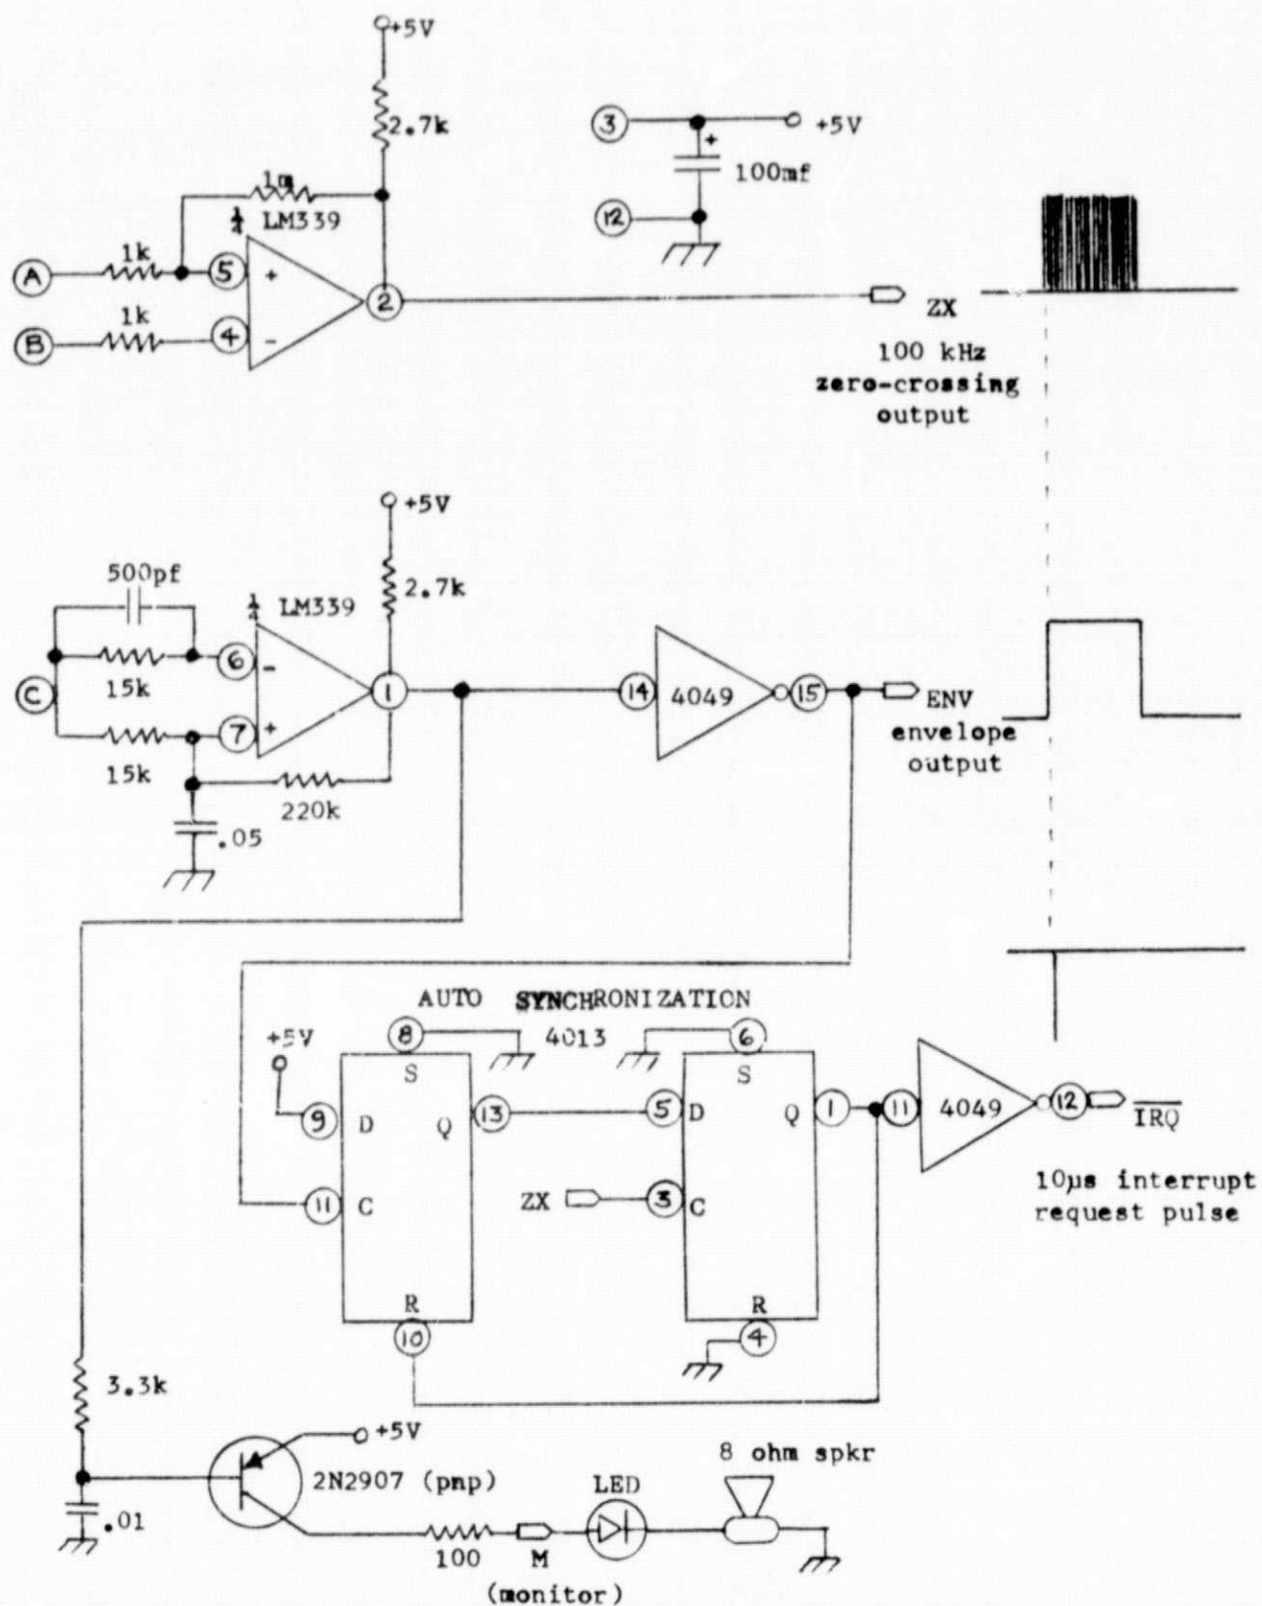 +5V
2.7k
1m
¼ LM339
A
1k
5
+
2
B
1k
4
-
3
+5V
+
100mf
12
ZX
100 kHz
zero-crossing
output
+5V
2.7k
500pf
¼ LM339
15k
6
-
C
1
15k
7
+
220k
.05
14
4049
15
ENV
envelope
output
AUTO SYNCHRONIZATION
4013
+5V
8
S
9
D
Q
13
11
C
R
10
6
S
5
D
Q
1
ZX
3
C
R
4
11
4049
12
IRQ
10µs interrupt
request pulse
3.3k
.01
+5V
2N2907 (pnp)
100
M
(monitor)
LED
8 ohm spkr